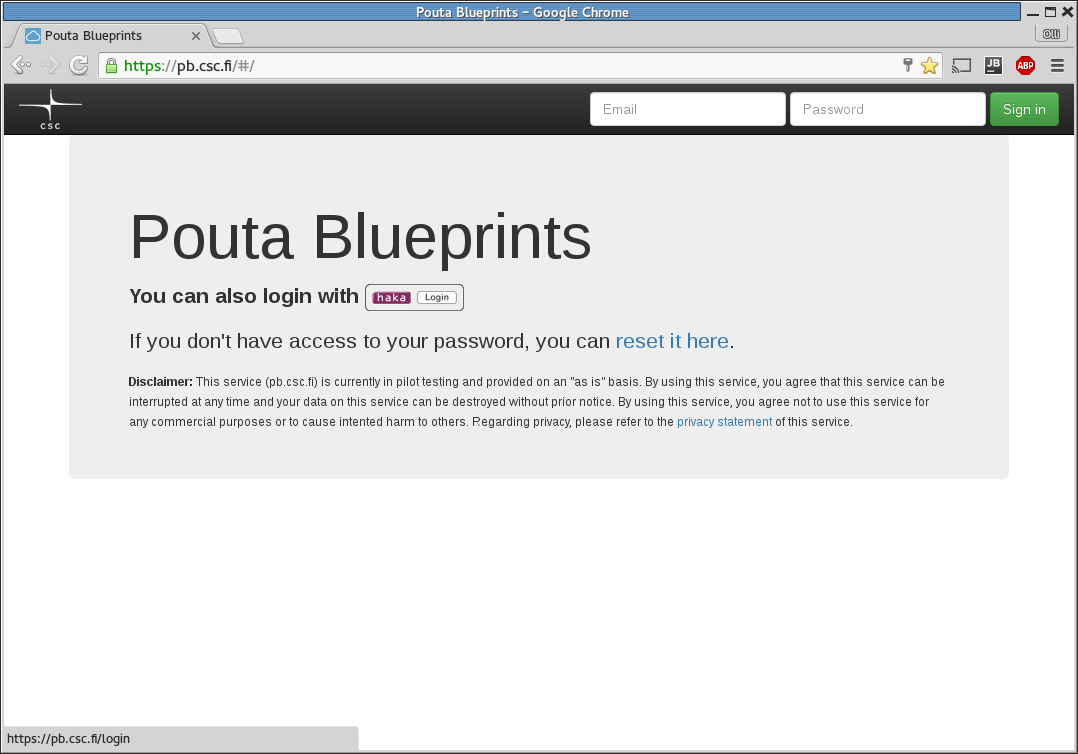 Pouta Blueprints - Google Chrome
Pouta Blueprints
Olli
https://pb.csc.fi/#/
JB
ABP
CSC
Email
Password
Sign in
Pouta Blueprints
You can also login with haka Login
If you don't have access to your password, you can reset it here.
Disclaimer: This service (pb.csc.fi) is currently in pilot testing and provided on an "as is" basis. By using this service, you agree that this service can be
interrupted at any time and your data on this service can be destroyed without prior notice. By using this service, you agree not to use this service for
any commercial purposes or to cause intented harm to others. Regarding privacy, please refer to the privacy statement of this service.
https://pb.csc.fi/login